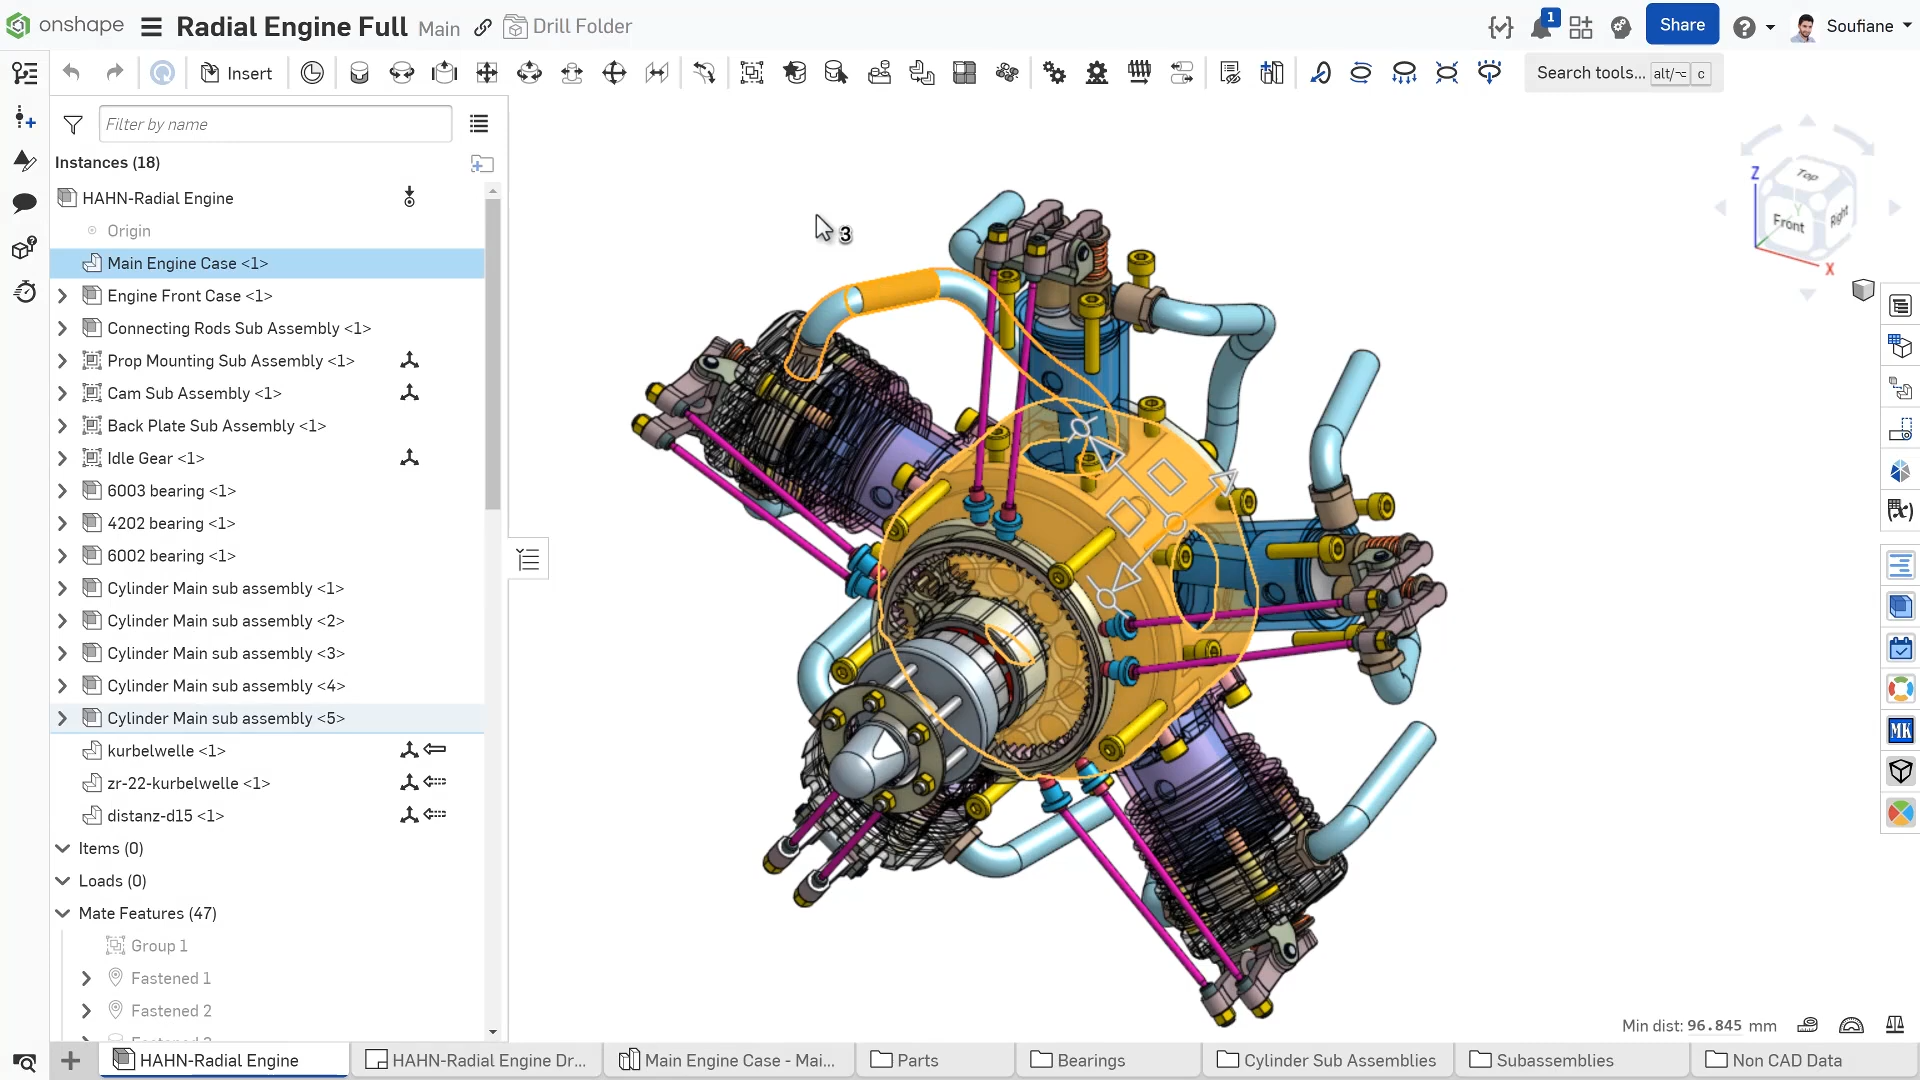 onshape Radial Engine Full Main Drill Folder 1 Share Soufiane
Insert Search tools... alt/⌥ c
Filter by name
Instances (18)
HAHN-Radial Engine
Origin
Main Engine Case <1>
Engine Front Case <1>
Connecting Rods Sub Assembly <1>
Prop Mounting Sub Assembly <1>
Cam Sub Assembly <1>
Back Plate Sub Assembly <1>
Idle Gear <1>
6003 bearing <1>
4202 bearing <1>
6002 bearing <1>
Cylinder Main sub assembly <1>
Cylinder Main sub assembly <2>
Cylinder Main sub assembly <3>
Cylinder Main sub assembly <4>
Cylinder Main sub assembly <5>
kurbelwelle <1>
zr-22-kurbelwelle <1>
distanz-d15 <1>
Items (0)
Loads (0)
Mate Features (47)
Group 1
Fastened 1
Fastened 2
3
Z
Top
Y
Front
Right
X
(x)
MK
Min dist: 96.845 mm
HAHN-Radial Engine HAHN-Radial Engine Dr... Main Engine Case - Mai... Parts Bearings Cylinder Sub Assemblies Subassemblies Non CAD Data